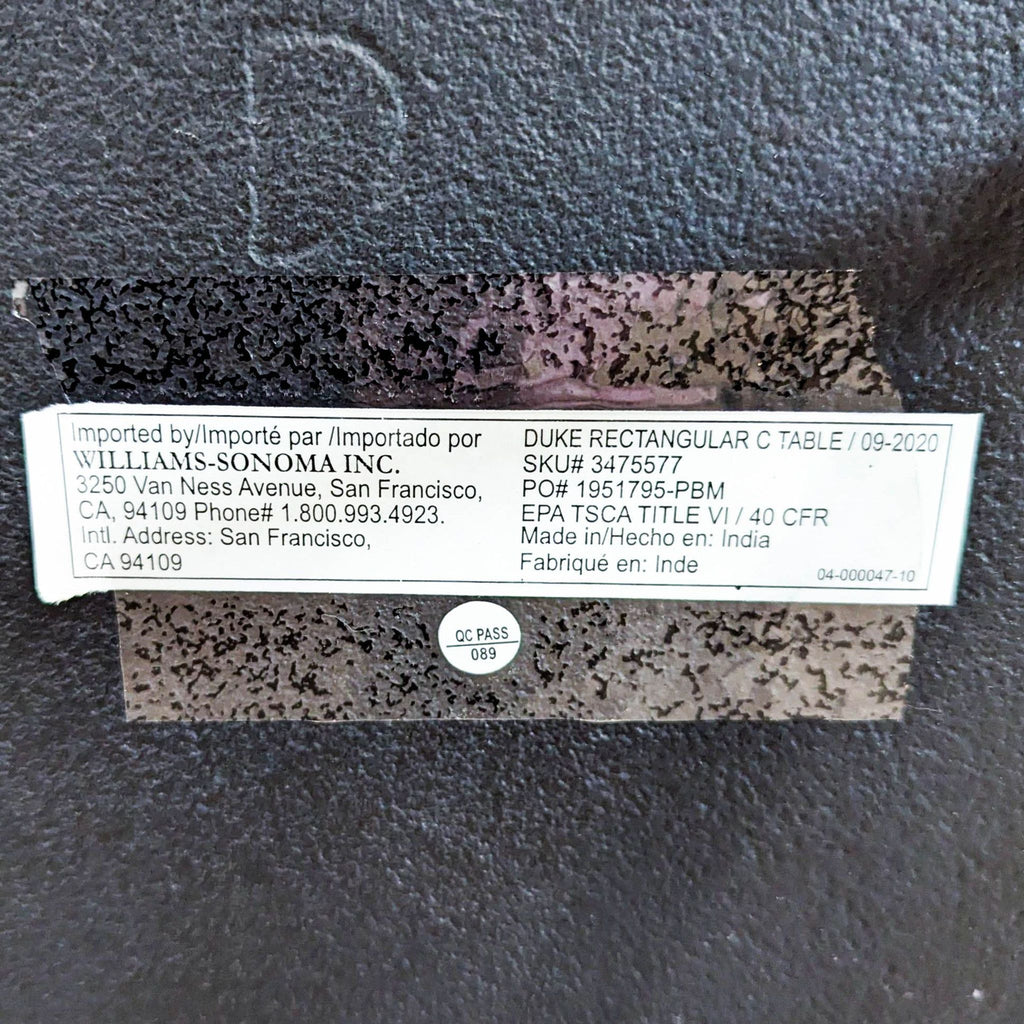 D
Imported by/Importé par /Importado por
WILLIAMS-SONOMA INC.
3250 Van Ness Avenue, San Francisco,
CA, 94109 Phone# 1.800.993.4923.
Intl. Address: San Francisco,
CA 94109
DUKE RECTANGULAR C TABLE / 09-2020
SKU# 3475577
PO# 1951795-PBM
EPA TSCA TITLE VI / 40 CFR
Made in/Hecho en: India
Fabriqué en: Inde
04-000047-10
QC PASS
089